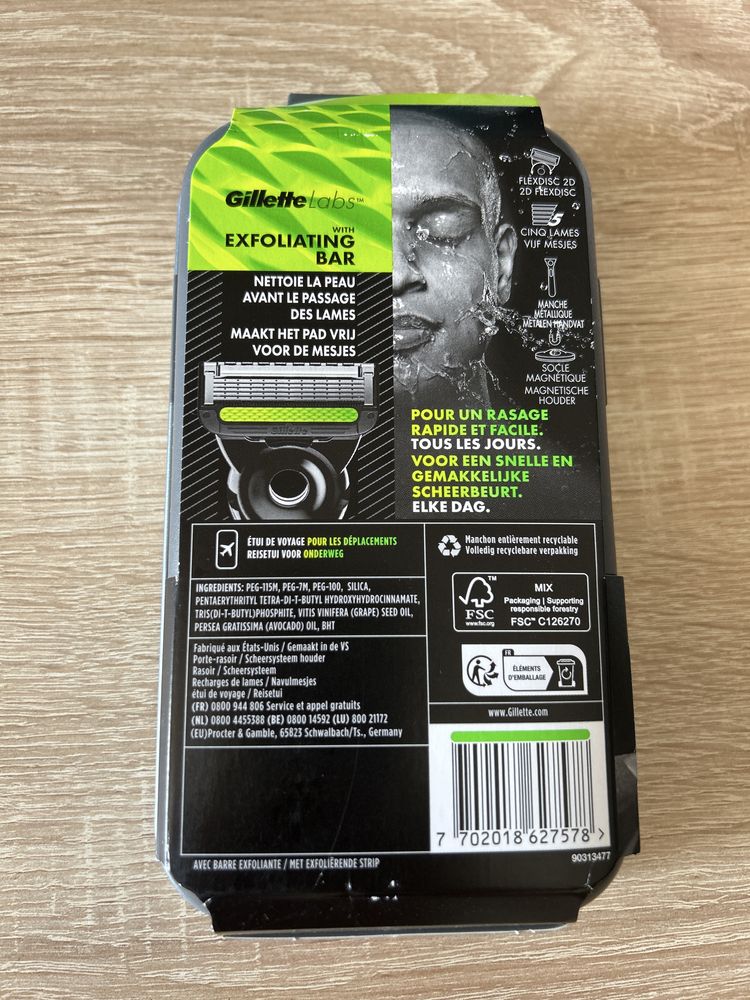 GilletteLabs™
WITH
EXFOLIATING
BAR
NETTOIE LA PEAU
AVANT LE PASSAGE
DES LAMES
MAAKT HET PAD VRIJ
VOOR DE MESJES
Gillette
FLEXDISC 2D
2D FLEXDISC
5
CINQ LAMES
VIJF MESJES
MANCHE
MÉTALLIQUE
METALEN HANDVAT
SOCLE
MAGNÉTIQUE
MAGNETISCHE
HOUDER
POUR UN RASAGE
RAPIDE ET FACILE.
TOUS LES JOURS.
VOOR EEN SNELLE EN
GEMAKKELIJKE
SCHEERBEURT.
ELKE DAG.
ÉTUI DE VOYAGE POUR LES DÉPLACEMENTS
REISETUI VOOR ONDERWEG
INGREDIENTS: PEG-115M, PEG-7M, PEG-100, SILICA,
PENTAERYTHRITYL TETRA-DI-T-BUTYL HYDROXYHYDROCINNAMATE,
TRIS(DI-T-BUTYL)PHOSPHITE, VITIS VINIFERA (GRAPE) SEED OIL,
PERSEA GRATISSIMA (AVOCADO) OIL, BHT
Fabriqué aux États-Unis / Gemaakt in de VS
Porte-rasoir / Scheersysteem houder
Rasoir / Scheersysteem
Recharges de lames / Navulmesjes
étui de voyage / Reisetui
(FR) 0800 944 806 Service et appel gratuits
(NL) 0800 4455388 (BE) 0800 14592 (LU) 800 21172
(EU)Procter & Gamble, 65823 Schwalbach/Ts., Germany
Manchon entièrement recyclable
Volledig recyclebare verpakking
FSC
www.fsc.org
MIX
Packaging | Supporting
responsible forestry
FSC™ C126270
FR
ÉLÉMENTS
D'EMBALLAGE
www.Gillette.com
7 702018 627578 >
90313477
AVEC BARRE EXFOLIANTE / MET EXFOLIËRENDE STRIP